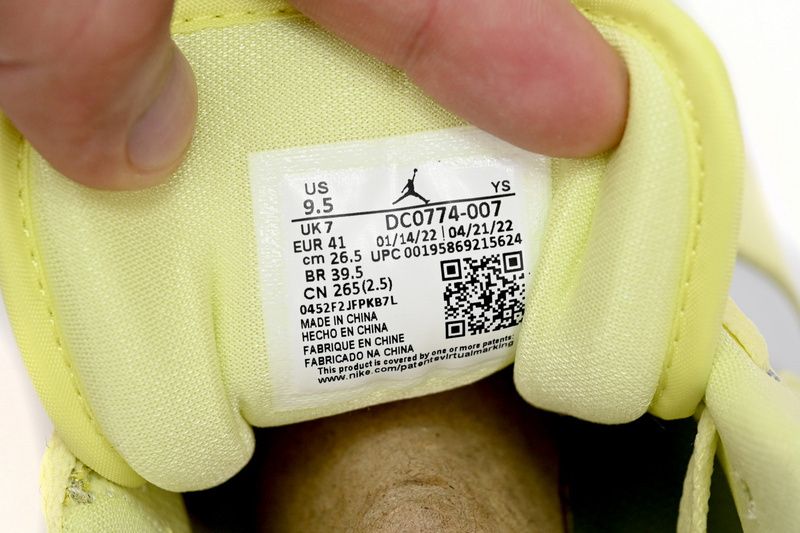 US YS
9.5
UK 7 DC0774-007
EUR 41 01/14/22 | 04/21/22
cm 26.5 UPC 00195869215624
BR 39.5
CN 265(2.5)
0452F2JFPKB7L
MADE IN CHINA
HECHO EN CHINA
FABRIQUE EN CHINE
FABRICADO NA CHINA
This product is covered by one or more patents:
www.nike.com/patentsvirtualmarking